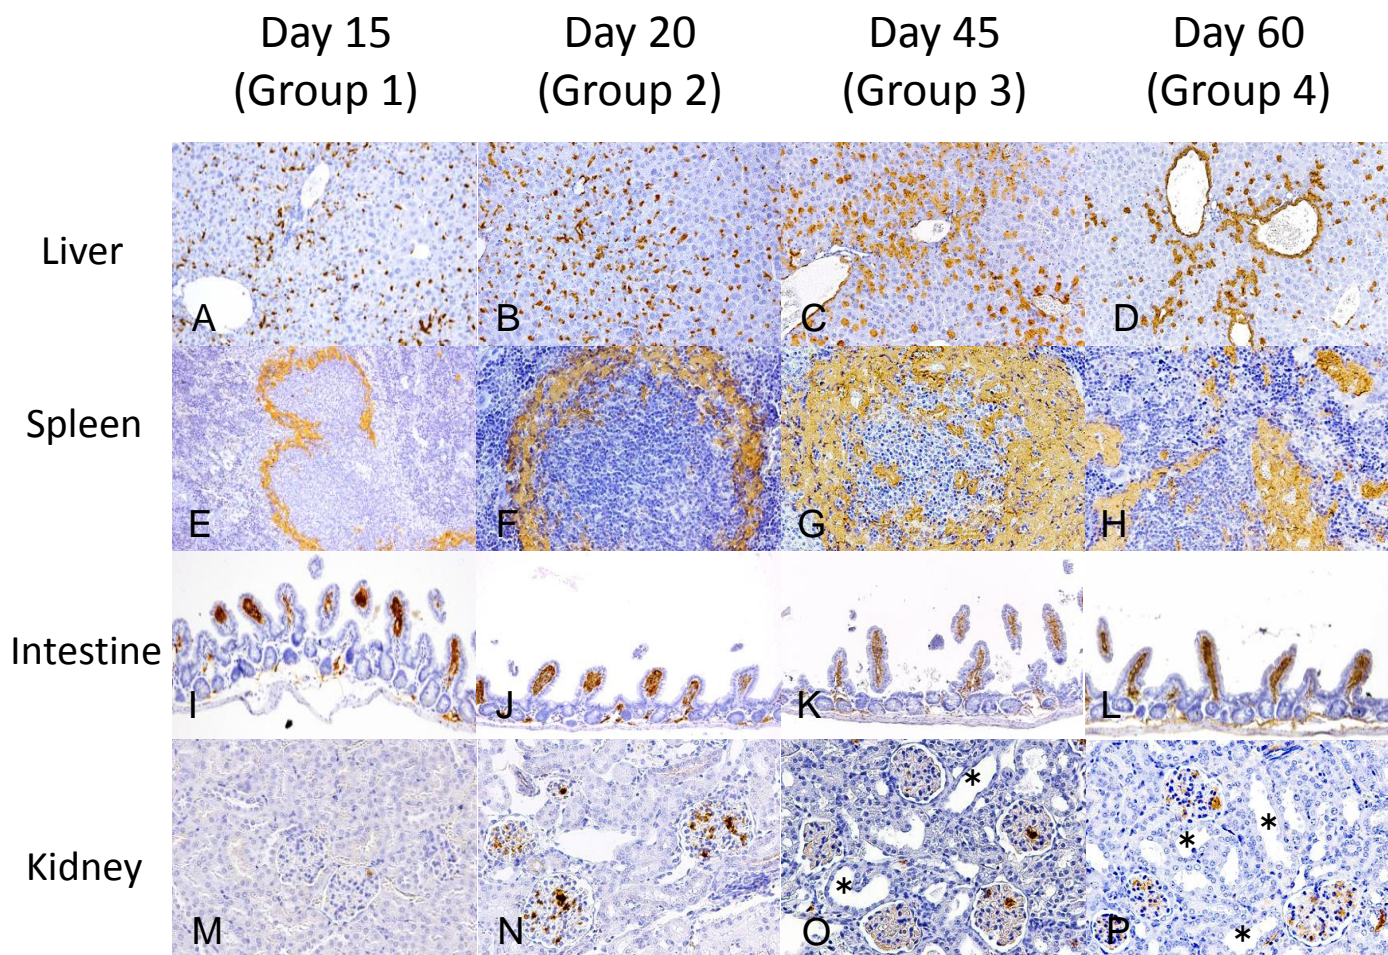 Day 15 Day 20 Day 45 Day 60
(Group 1) (Group 2) (Group 3) (Group 4)
Liver
A B C D
Spleen
E F G H
Intestine
I J K L
Kidney
* * * * * 
M N O P